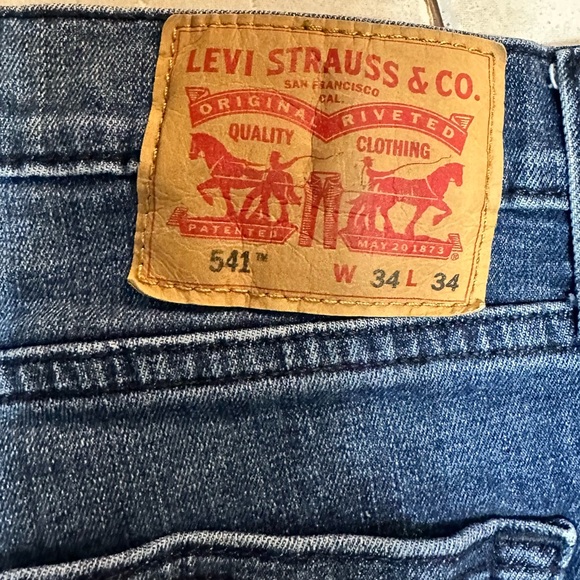 LEVI STRAUSS & CO.
SAN FRANCISCO
CAL.
ORIGINAL RIVETED
QUALITY CLOTHING
PATENTED MAY 20 1873 ®
541™ W 34 L 34